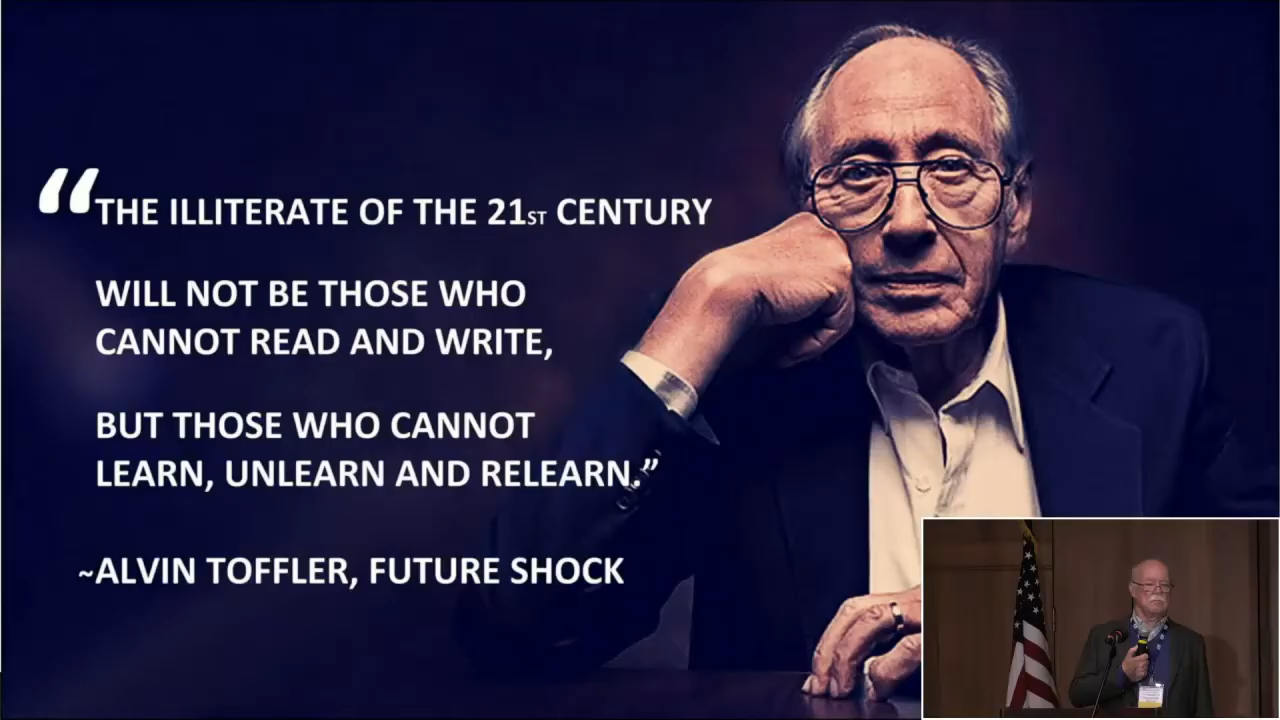 “THE ILLITERATE OF THE 21ST CENTURY
WILL NOT BE THOSE WHO
CANNOT READ AND WRITE,
BUT THOSE WHO CANNOT
LEARN, UNLEARN AND RELEARN.”
~ALVIN TOFFLER, FUTURE SHOCK